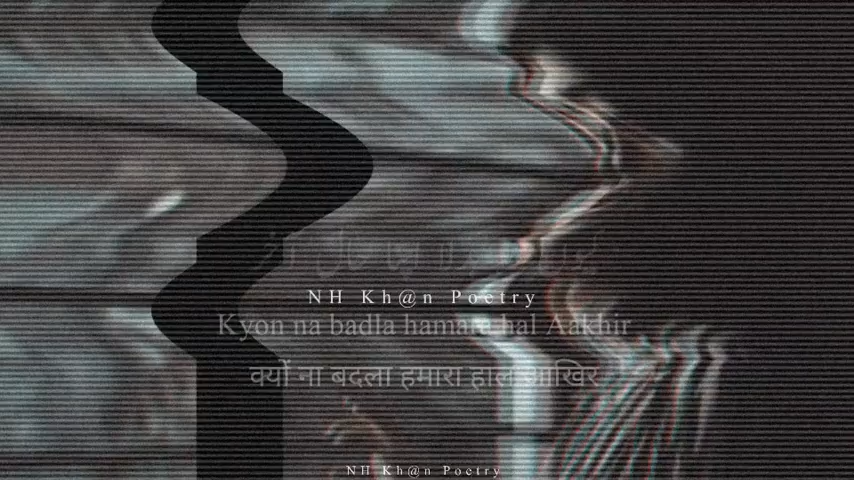 NH Kh@n Poetry
Kyon na badla hamara hal Aakhir
क्यों ना बदला हमारा हाल आखिर
NH Kh@n Poetry